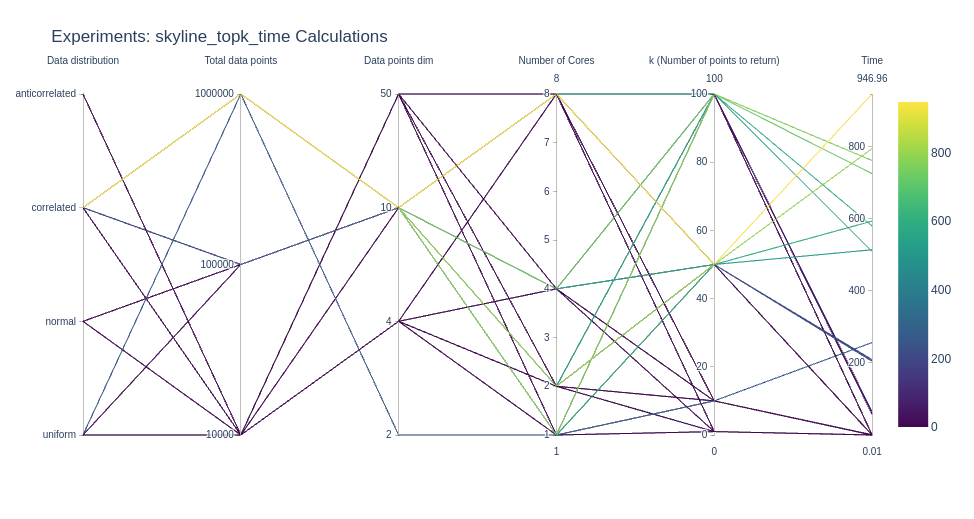 Experiments: skyline_topk_time Calculations
Data distribution Total data points Data points dim Number of Cores k (Number of points to return) Time
8 100 946.96
anticorrelated 1000000 50 8 100
800 800
7 80
correlated 10 6 60 600 600
5
100000 4 40 400 400
normal 4 3
2 20 200 200
uniform 10000 2 1 0 0
1 0 0.01